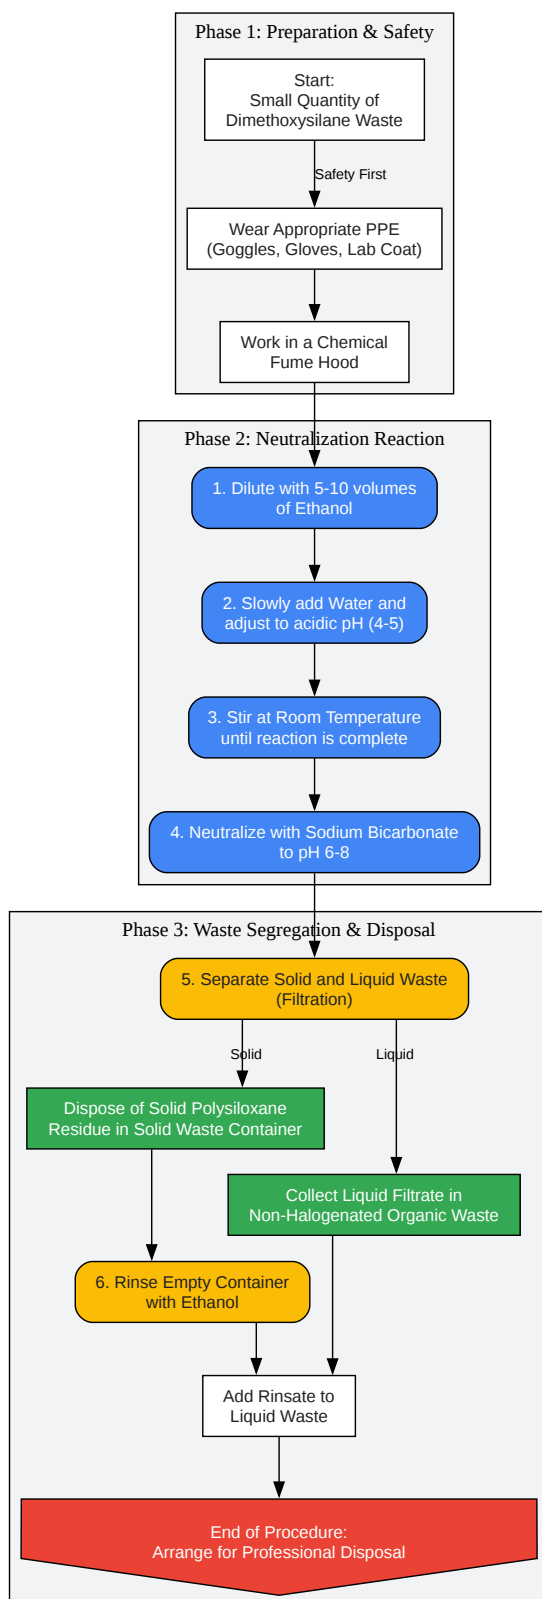 Phase 1: Preparation & Safety
Start:
Small Quantity of
Dimethoxysilane Waste
Safety First
Wear Appropriate PPE
(Goggles, Gloves, Lab Coat)
Work in a Chemical
Fume Hood
Phase 2: Neutralization Reaction
1. Dilute with 5-10 volumes
of Ethanol
2. Slowly add Water and
adjust to acidic pH (4-5)
3. Stir at Room Temperature
until reaction is complete
4. Neutralize with Sodium Bicarbonate
to pH 6-8
Phase 3: Waste Segregation & Disposal
5. Separate Solid and Liquid Waste
(Filtration)
Solid
Liquid
Dispose of Solid Polysiloxane
Residue in Solid Waste Container
Collect Liquid Filtrate in
Non-Halogenated Organic Waste
6. Rinse Empty Container
with Ethanol
Add Rinsate to
Liquid Waste
End of Procedure:
Arrange for Professional Disposal